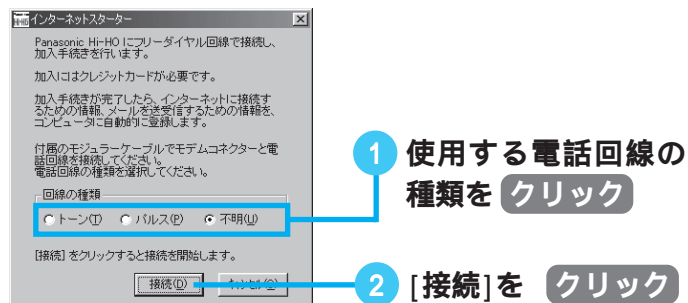 インターネットスターター
Panasonic Hi-HO にフリーダイヤル回線で接続し、
加入手続きを行います。
加入にはクレジットカードが必要です。
加入手続きが完了したら、インターネットに接続す
るための情報、メールを送受信するための情報を、
コンピュータに自動的に登録します。
付属のモジュラーケーブルでモデムコネクターと電
話回線を接続してください。
電話回線の種類を選択してください。
回線の種類
トーン(T) パルス(P) 不明(U)
[接続] をクリックすると接続を開始します。
接続(D)
1 使用する電話回線の
種類を クリック
2 [接続]を クリック